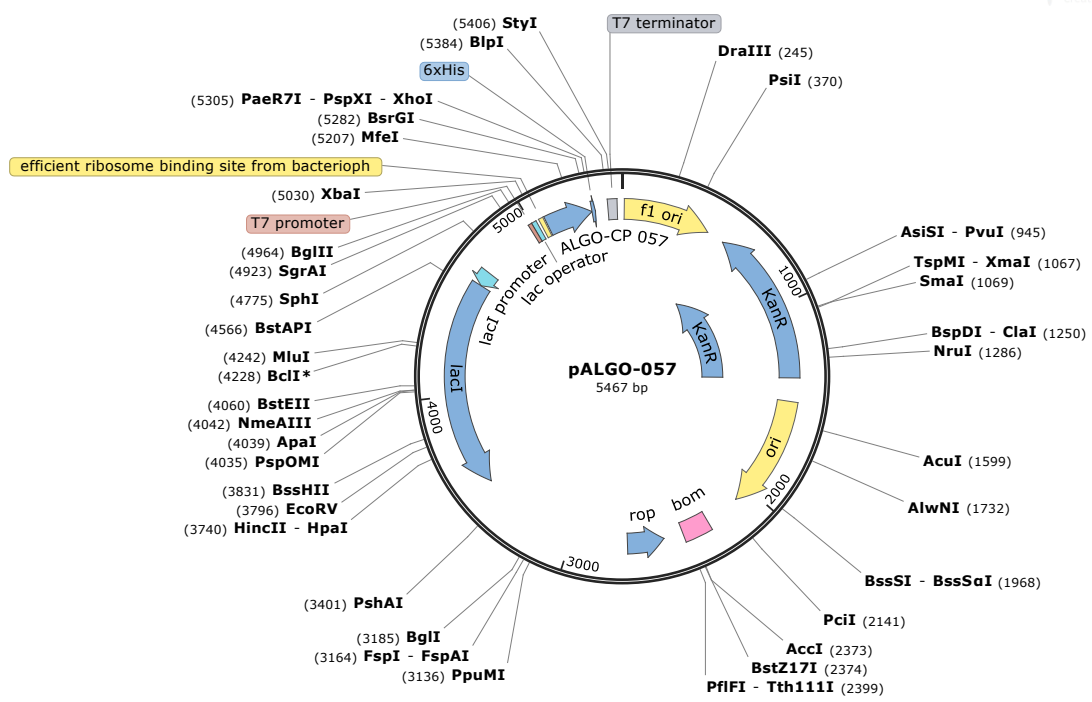 (5406) StyI
(5384) BlpI
6xHis
T7 terminator
DraIII (245)
PsiI (370)
(5305) PaeR7I - PspXI - XhoI
(5282) BsrGI
(5207) MfeI
efficient ribosome binding site from bacterioph
(5030) XbaI
T7 promoter
(4964) BglII
(4923) SgrAI
(4775) SphI
(4566) BstAPI
(4242) MluI
(4228) BclI*
(4060) BstEII
(4042) NmeAIII
(4039) ApaI
(4035) PspOMI
(3831) BssHII
(3796) EcoRV
(3740) HincII - HpaI
(3401) PshAI
(3185) BglI
(3164) FspI - FspAI
(3136) PpuMI
AsiSI - PvuI (945)
TspMI - XmaI (1067)
SmaI (1069)
BspDI - ClaI (1250)
NruI (1286)
AcuI (1599)
AlwNI (1732)
BssSI - BssSαI (1968)
PciI (2141)
AccI (2373)
BstZ17I (2374)
PflFI - Tth111I (2399)
5000
f1 ori
ALGO-CP 057
lac operator
lacI promoter
lacI
KanR
KanR
1000
pALGO-057
5467 bp
4000
ori
2000
bom
rop
3000